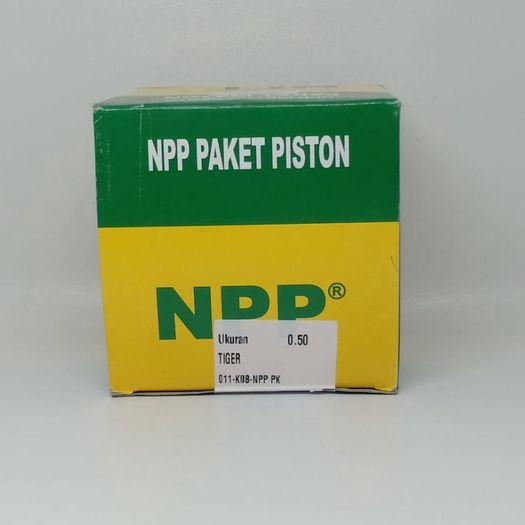 NPP PAKET PISTON
NPP®
Ukuran 0.50
TIGER
011-KBB-NPP PK